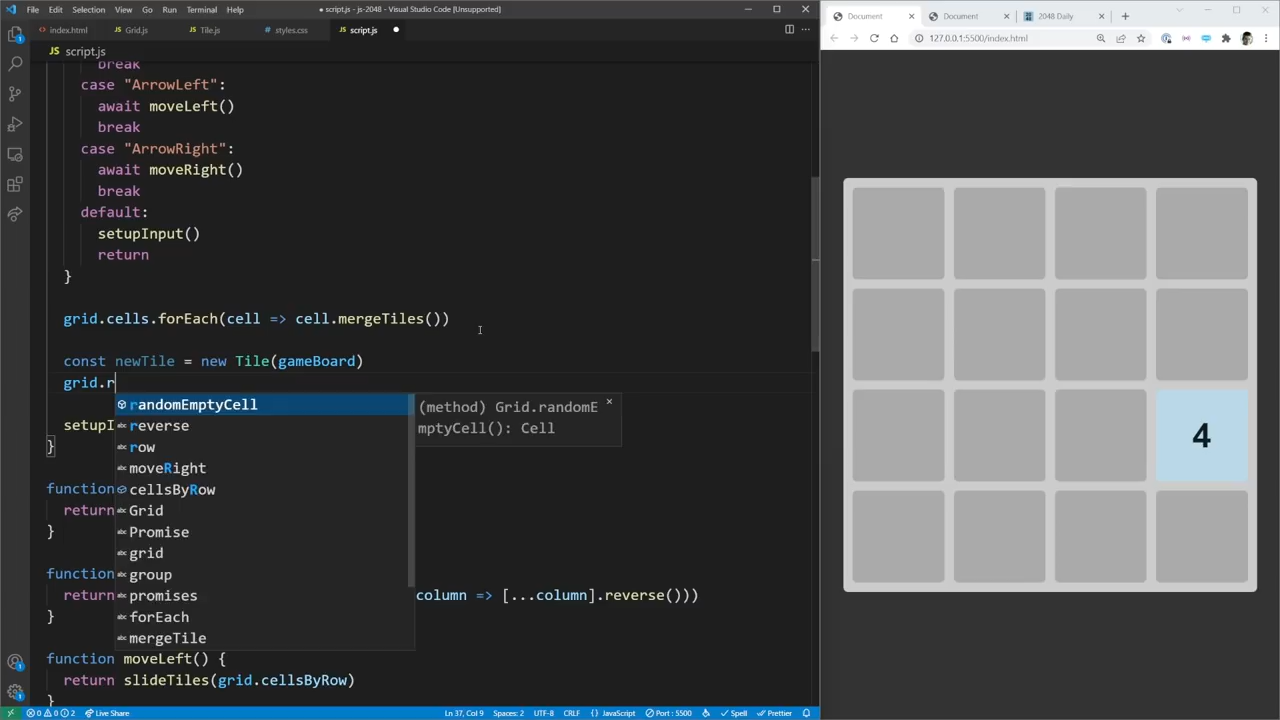 File Edit Selection View Go Run Terminal Help
● script.js - js-2048 - Visual Studio Code [Unsupported]
index.html
Grid.js
Tile.js
styles.css
script.js
JS script.js
break
case "ArrowLeft":
await moveLeft()
break
case "ArrowRight":
await moveRight()
break
default:
setupInput()
return
}
grid.cells.forEach(cell => cell.mergeTiles())
const newTile = new Tile(gameBoard)
grid.r
randomEmptyCell
reverse
row
moveRight
cellsByRow
Grid
Promise
grid
group
promises
forEach
mergeTile
(method) Grid.randomE
mptyCell(): Cell
setupI
}
function
return
}
function
return column => [...column].reverse()))
}
function moveLeft() {
return slideTiles(grid.cellsByRow)
}
0 0 2 Live Share
Ln 37, Col 9 Spaces: 2 UTF-8 CRLF {} JavaScript Port : 5500 Spell Prettier
Document
Document
2048 Daily
127.0.0.1:5500/index.html
4